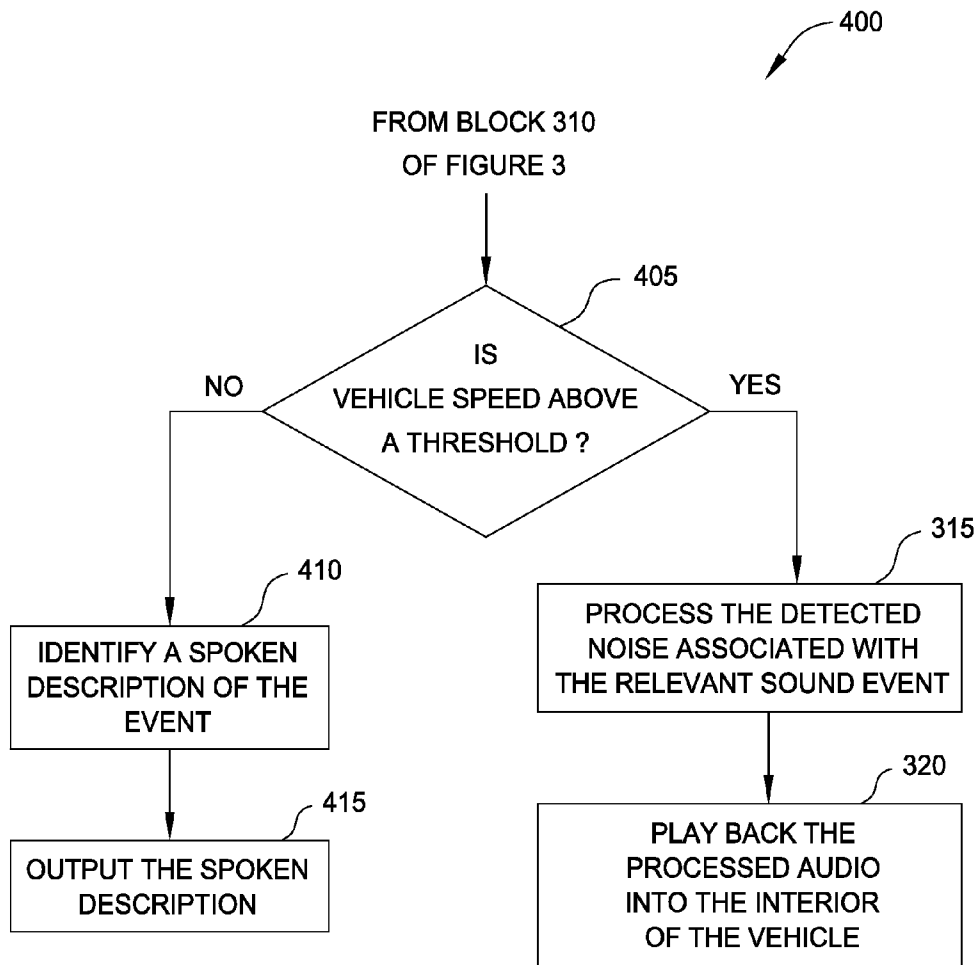 400
FROM BLOCK 310
OF FIGURE 3
405
IS
VEHICLE SPEED ABOVE
A THRESHOLD ?
NO
YES
410
IDENTIFY A SPOKEN
DESCRIPTION OF THE
EVENT
415
OUTPUT THE SPOKEN
DESCRIPTION
315
PROCESS THE DETECTED
NOISE ASSOCIATED WITH
THE RELEVANT SOUND EVENT
320
PLAY BACK THE
PROCESSED AUDIO
INTO THE INTERIOR
OF THE VEHICLE